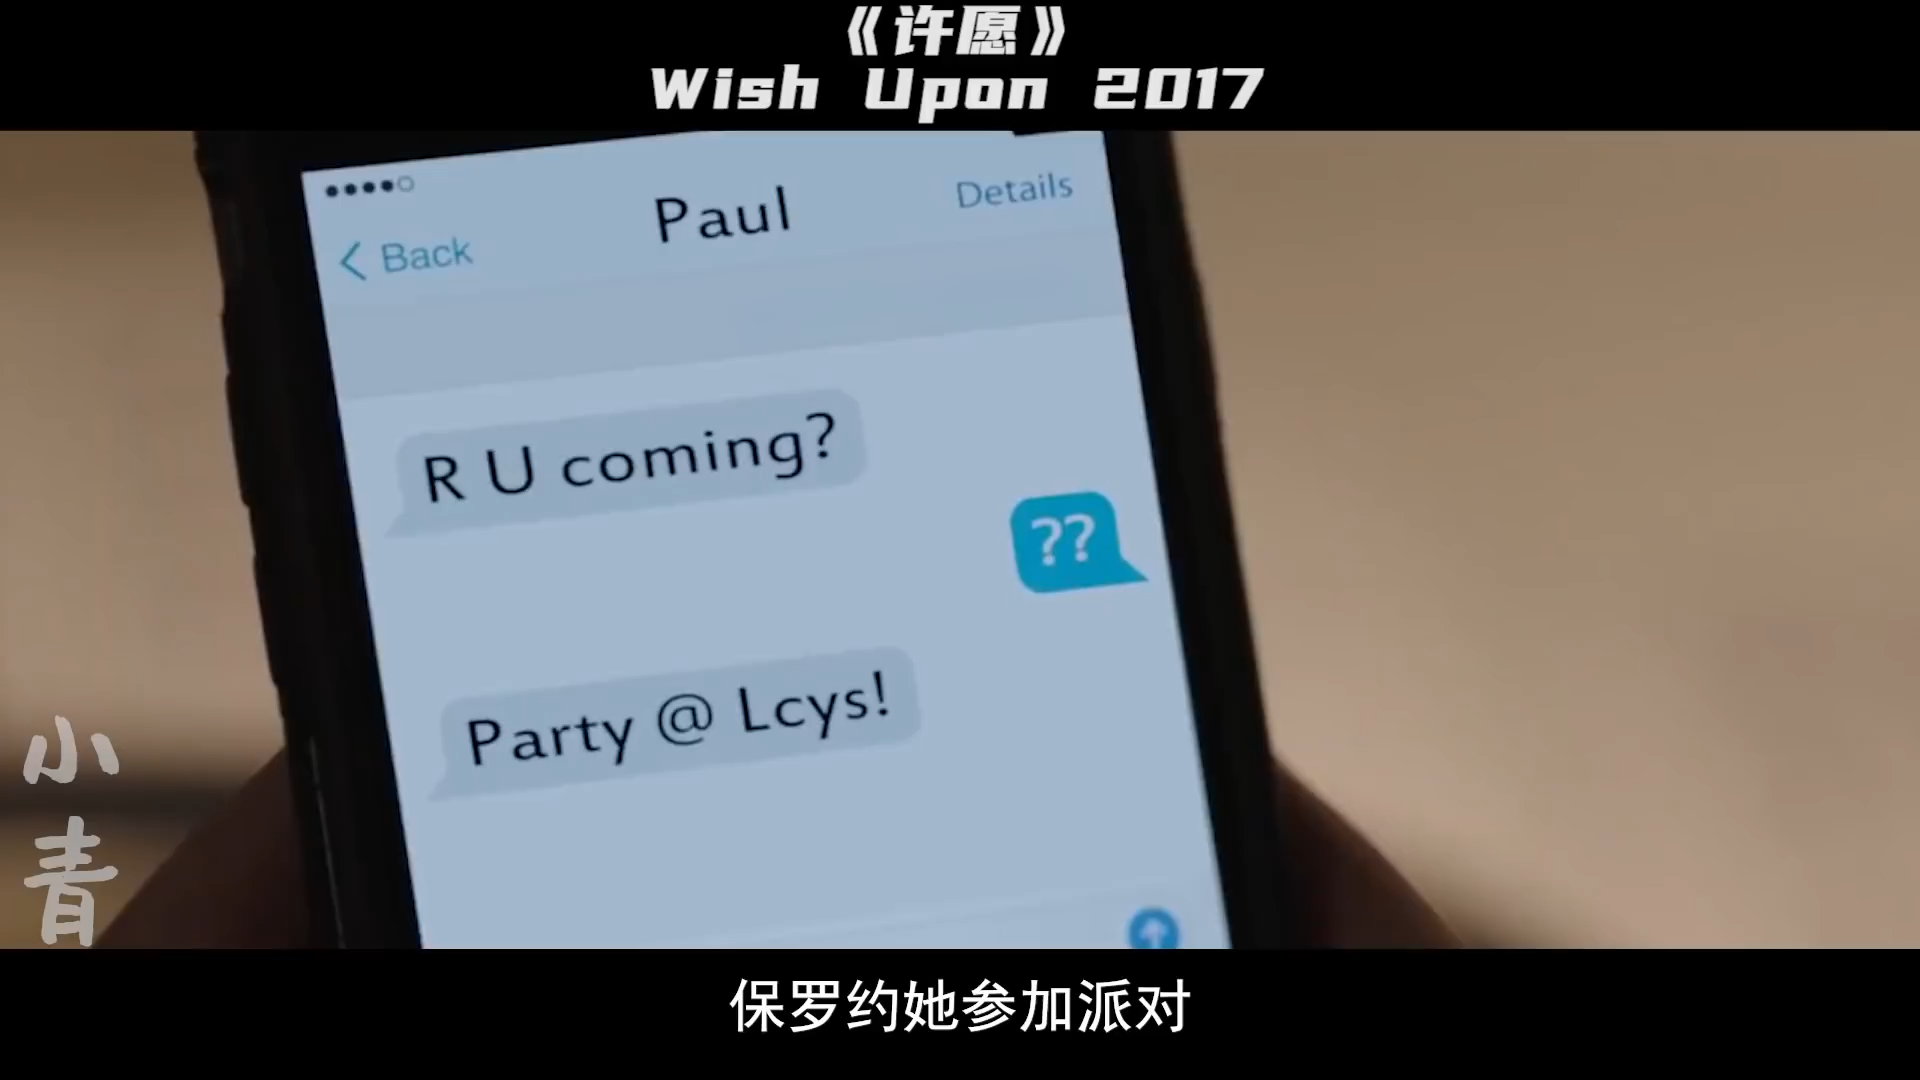 《许愿》
Wish Upon 2017
Paul
Details
< Back
R U coming?
??
Party @ Lcys!
小青
保罗约她参加派对